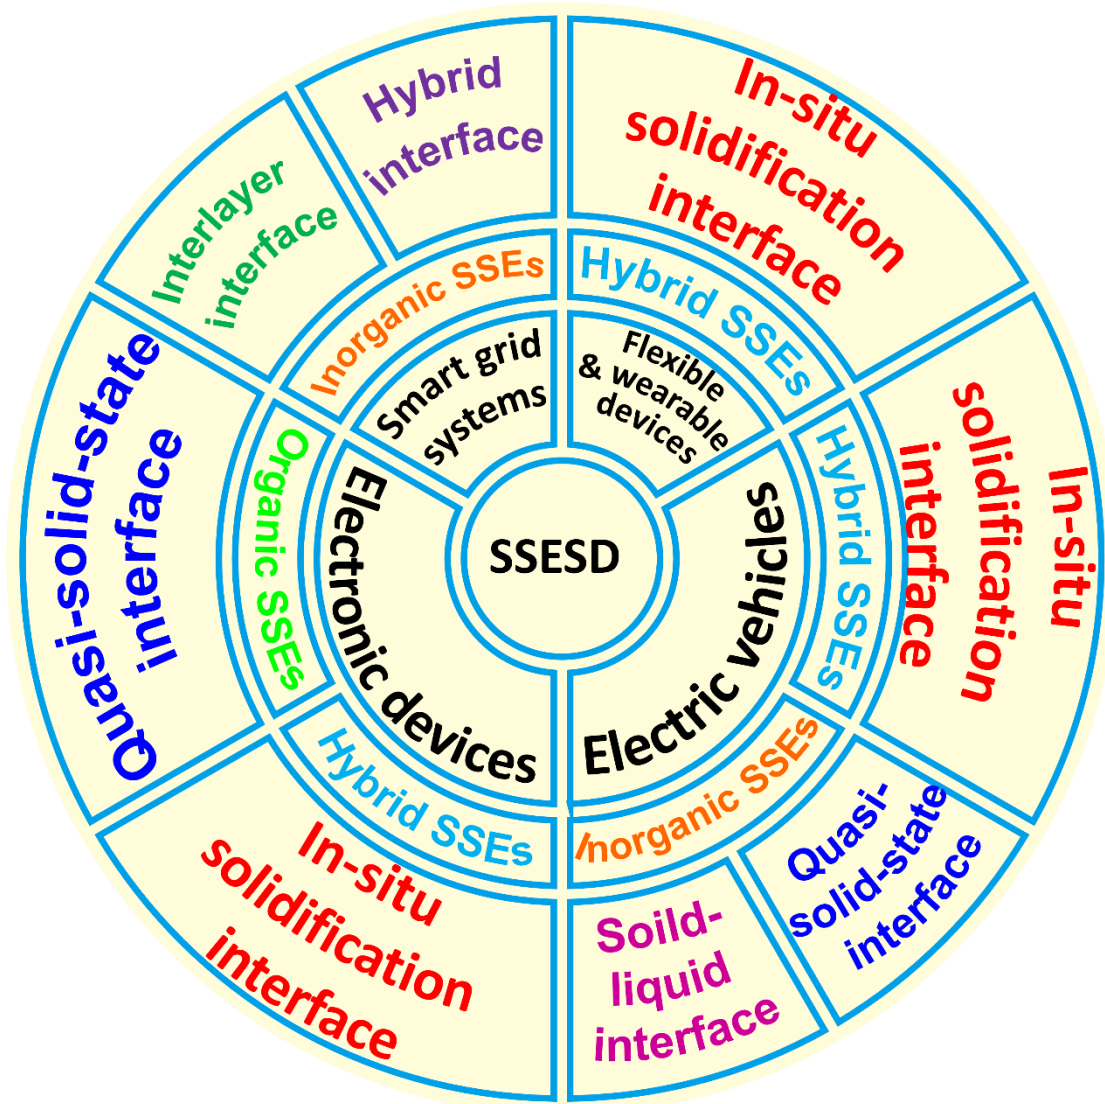 SSESD
Smart grid
systems
Flexible
& wearable
devices
Electric vehicles
Electronic devices
Inorganic SSEs
Hybrid SSEs
Hybrid SSEs
Inorganic SSEs
Hybrid SSEs
Organic SSEs
Interlayer
interface
Hybrid
interface
In-situ
solidification
interface
In-situ
solidification
interface
Quasi-
solid-state
interface
Soild-
liquid
interface
In-situ
solidification
interface
Quasi-solid-state
interface